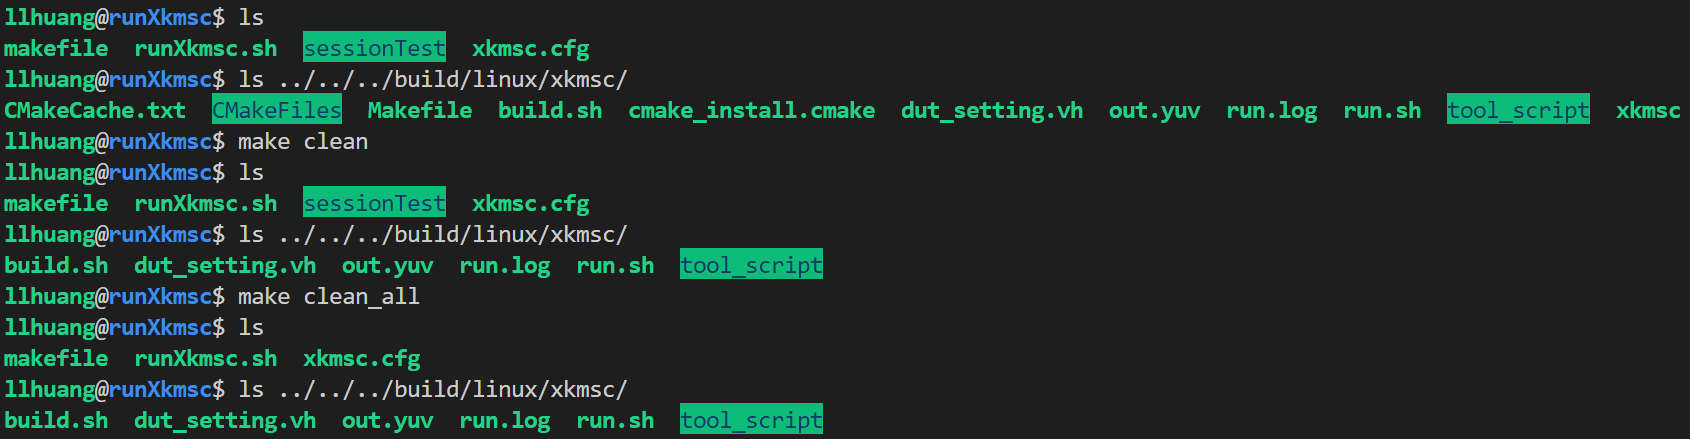 llhuang@runXkmsc$ ls
makefile  runXkmsc.sh  sessionTest  xkmsc.cfg
llhuang@runXkmsc$ ls ../../../build/linux/xkmsc/
CMakeCache.txt  CMakeFiles  Makefile  build.sh  cmake_install.cmake  dut_setting.vh  out.yuv  run.log  run.sh  tool_script  xkmsc
llhuang@runXkmsc$ make clean
llhuang@runXkmsc$ ls
makefile  runXkmsc.sh  sessionTest  xkmsc.cfg
llhuang@runXkmsc$ ls ../../../build/linux/xkmsc/
build.sh  dut_setting.vh  out.yuv  run.log  run.sh  tool_script
llhuang@runXkmsc$ make clean_all
llhuang@runXkmsc$ ls
makefile  runXkmsc.sh  xkmsc.cfg
llhuang@runXkmsc$ ls ../../../build/linux/xkmsc/
build.sh  dut_setting.vh  out.yuv  run.log  run.sh  tool_script